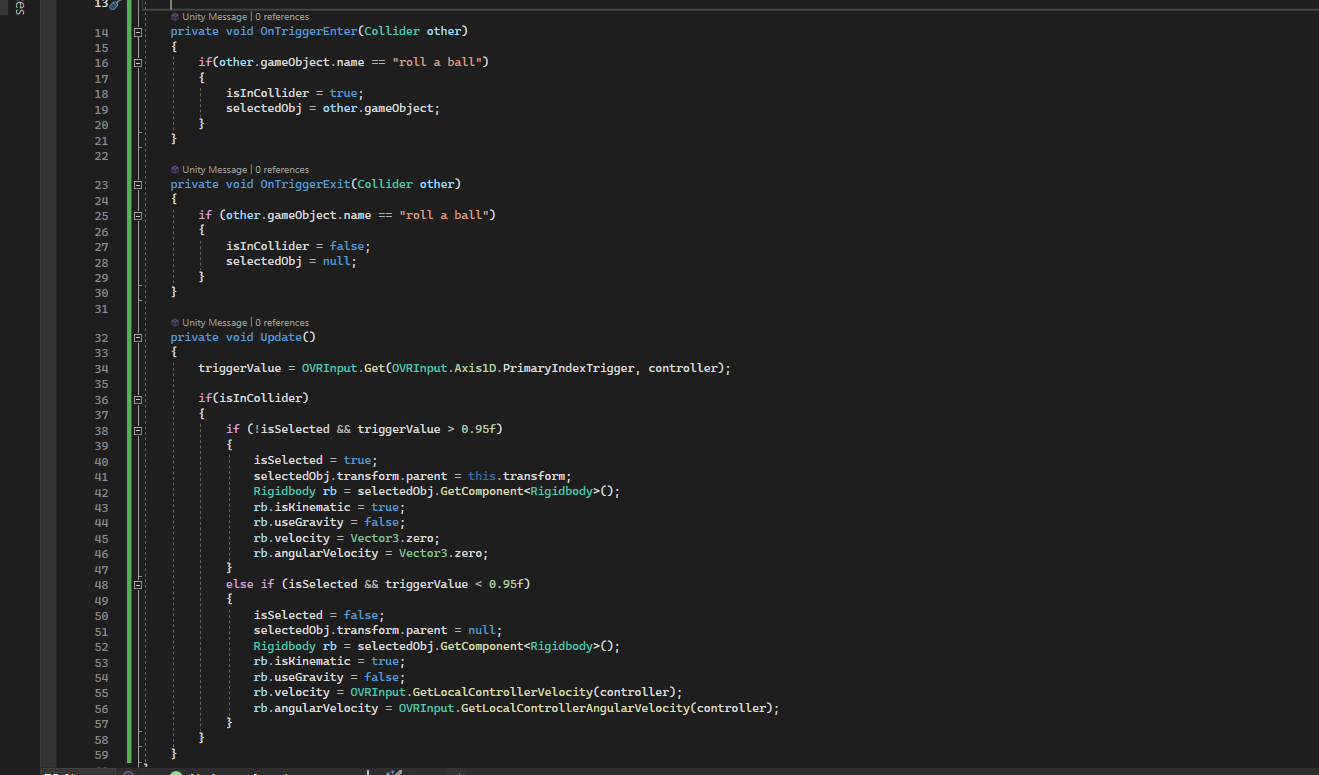 es
13
Unity Message | 0 references
14 private void OnTriggerEnter(Collider other)
15 {
16 if(other.gameObject.name == "roll a ball")
17 {
18 isInCollider = true;
19 selectedObj = other.gameObject;
20 }
21 }
22
Unity Message | 0 references
23 private void OnTriggerExit(Collider other)
24 {
25 if (other.gameObject.name == "roll a ball")
26 {
27 isInCollider = false;
28 selectedObj = null;
29 }
30 }
31
Unity Message | 0 references
32 private void Update()
33 {
34 triggerValue = OVRInput.Get(OVRInput.Axis1D.PrimaryIndexTrigger, controller);
35
36 if(isInCollider)
37 {
38 if (!isSelected && triggerValue > 0.95f)
39 {
40 isSelected = true;
41 selectedObj.transform.parent = this.transform;
42 Rigidbody rb = selectedObj.GetComponent<Rigidbody>();
43 rb.isKinematic = true;
44 rb.useGravity = false;
45 rb.velocity = Vector3.zero;
46 rb.angularVelocity = Vector3.zero;
47 }
48 else if (isSelected && triggerValue < 0.95f)
49 {
50 isSelected = false;
51 selectedObj.transform.parent = null;
52 Rigidbody rb = selectedObj.GetComponent<Rigidbody>();
53 rb.isKinematic = true;
54 rb.useGravity = false;
55 rb.velocity = OVRInput.GetLocalControllerVelocity(controller);
56 rb.angularVelocity = OVRInput.GetLocalControllerAngularVelocity(controller);
57 }
58 }
59 }